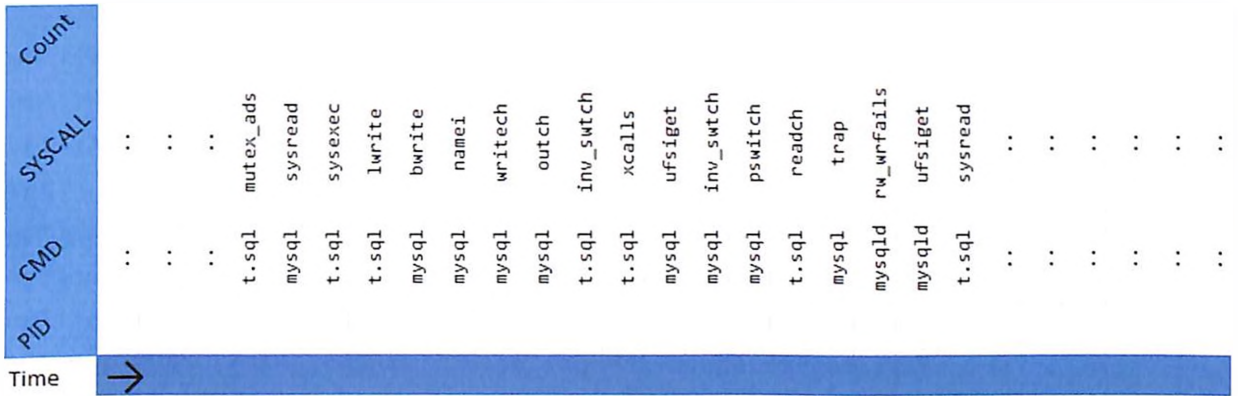 Count
SYSCALL
: : : mutex_ads sysread sysexec lwrite bwrite namei writech outch inv_swtch xcalls ufsiget inv_swtch pswitch readch trap rw_wrfails ufsiget sysread : : : : : :
CMD
: : : t.sql mysql t.sql t.sql mysql mysql mysql mysql t.sql t.sql mysql mysql mysql t.sql mysql mysqld mysqld t.sql : : : : : :
PID
Time →